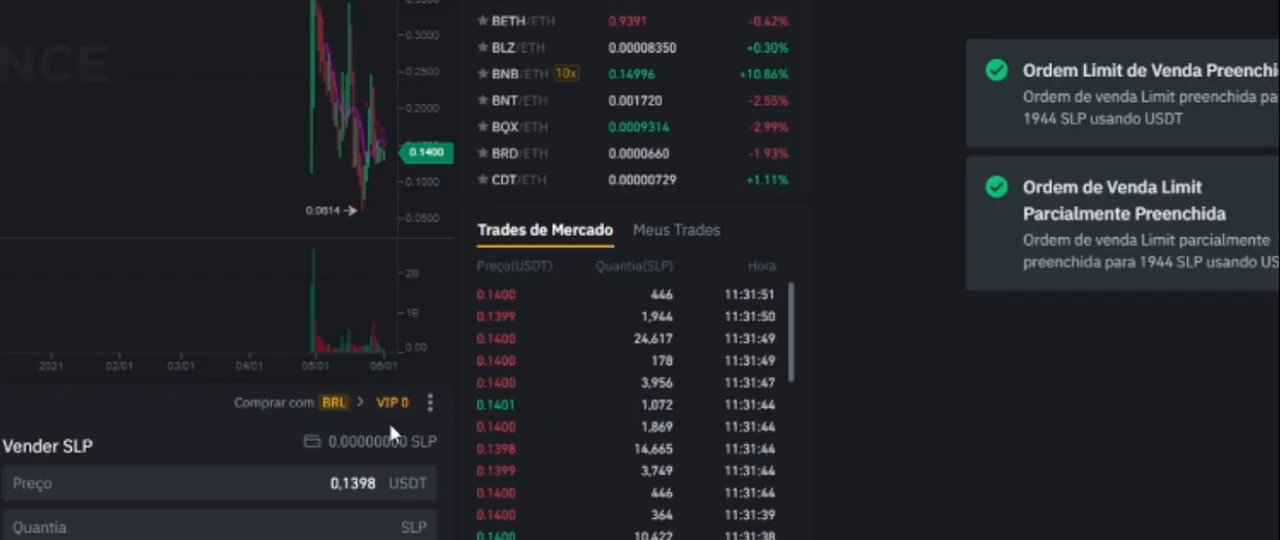 NCE
0.3000
0.2500
0.2000
0.1400
0.1000
0.0500
0.0614
2B
1B
0.00
2021 02/01 03/01 04/01 05/01 06/01
Comprar com BRL > VIP 0
Vender SLP 0.00000000 SLP
Preço 0,1398 USDT
Quantia SLP
BETH/ETH 0.9391 -0.42%
BLZ/ETH 0.00008350 +0.30%
BNB/ETH 10x 0.14996 +10.86%
BNT/ETH 0.001720 -2.55%
BQX/ETH 0.0009314 -2.99%
BRD/ETH 0.0000660 -1.93%
CDT/ETH 0.00000729 +1.11%
Trades de Mercado Meus Trades
Preço(USDT) Quantia(SLP) Hora
0.1400 446 11:31:51
0.1399 1,944 11:31:50
0.1400 24,617 11:31:49
0.1400 178 11:31:49
0.1400 3,956 11:31:47
0.1401 1,072 11:31:44
0.1400 1,869 11:31:44
0.1398 14,665 11:31:44
0.1399 3,749 11:31:44
0.1400 446 11:31:44
0.1400 364 11:31:39
0.1400 10,422 11:31:38
Ordem Limit de Venda Preenchi
Ordem de venda Limit preenchida pa
1944 SLP usando USDT
Ordem de Venda Limit
Parcialmente Preenchida
Ordem de venda Limit parcialmente
preenchida para 1944 SLP usando US